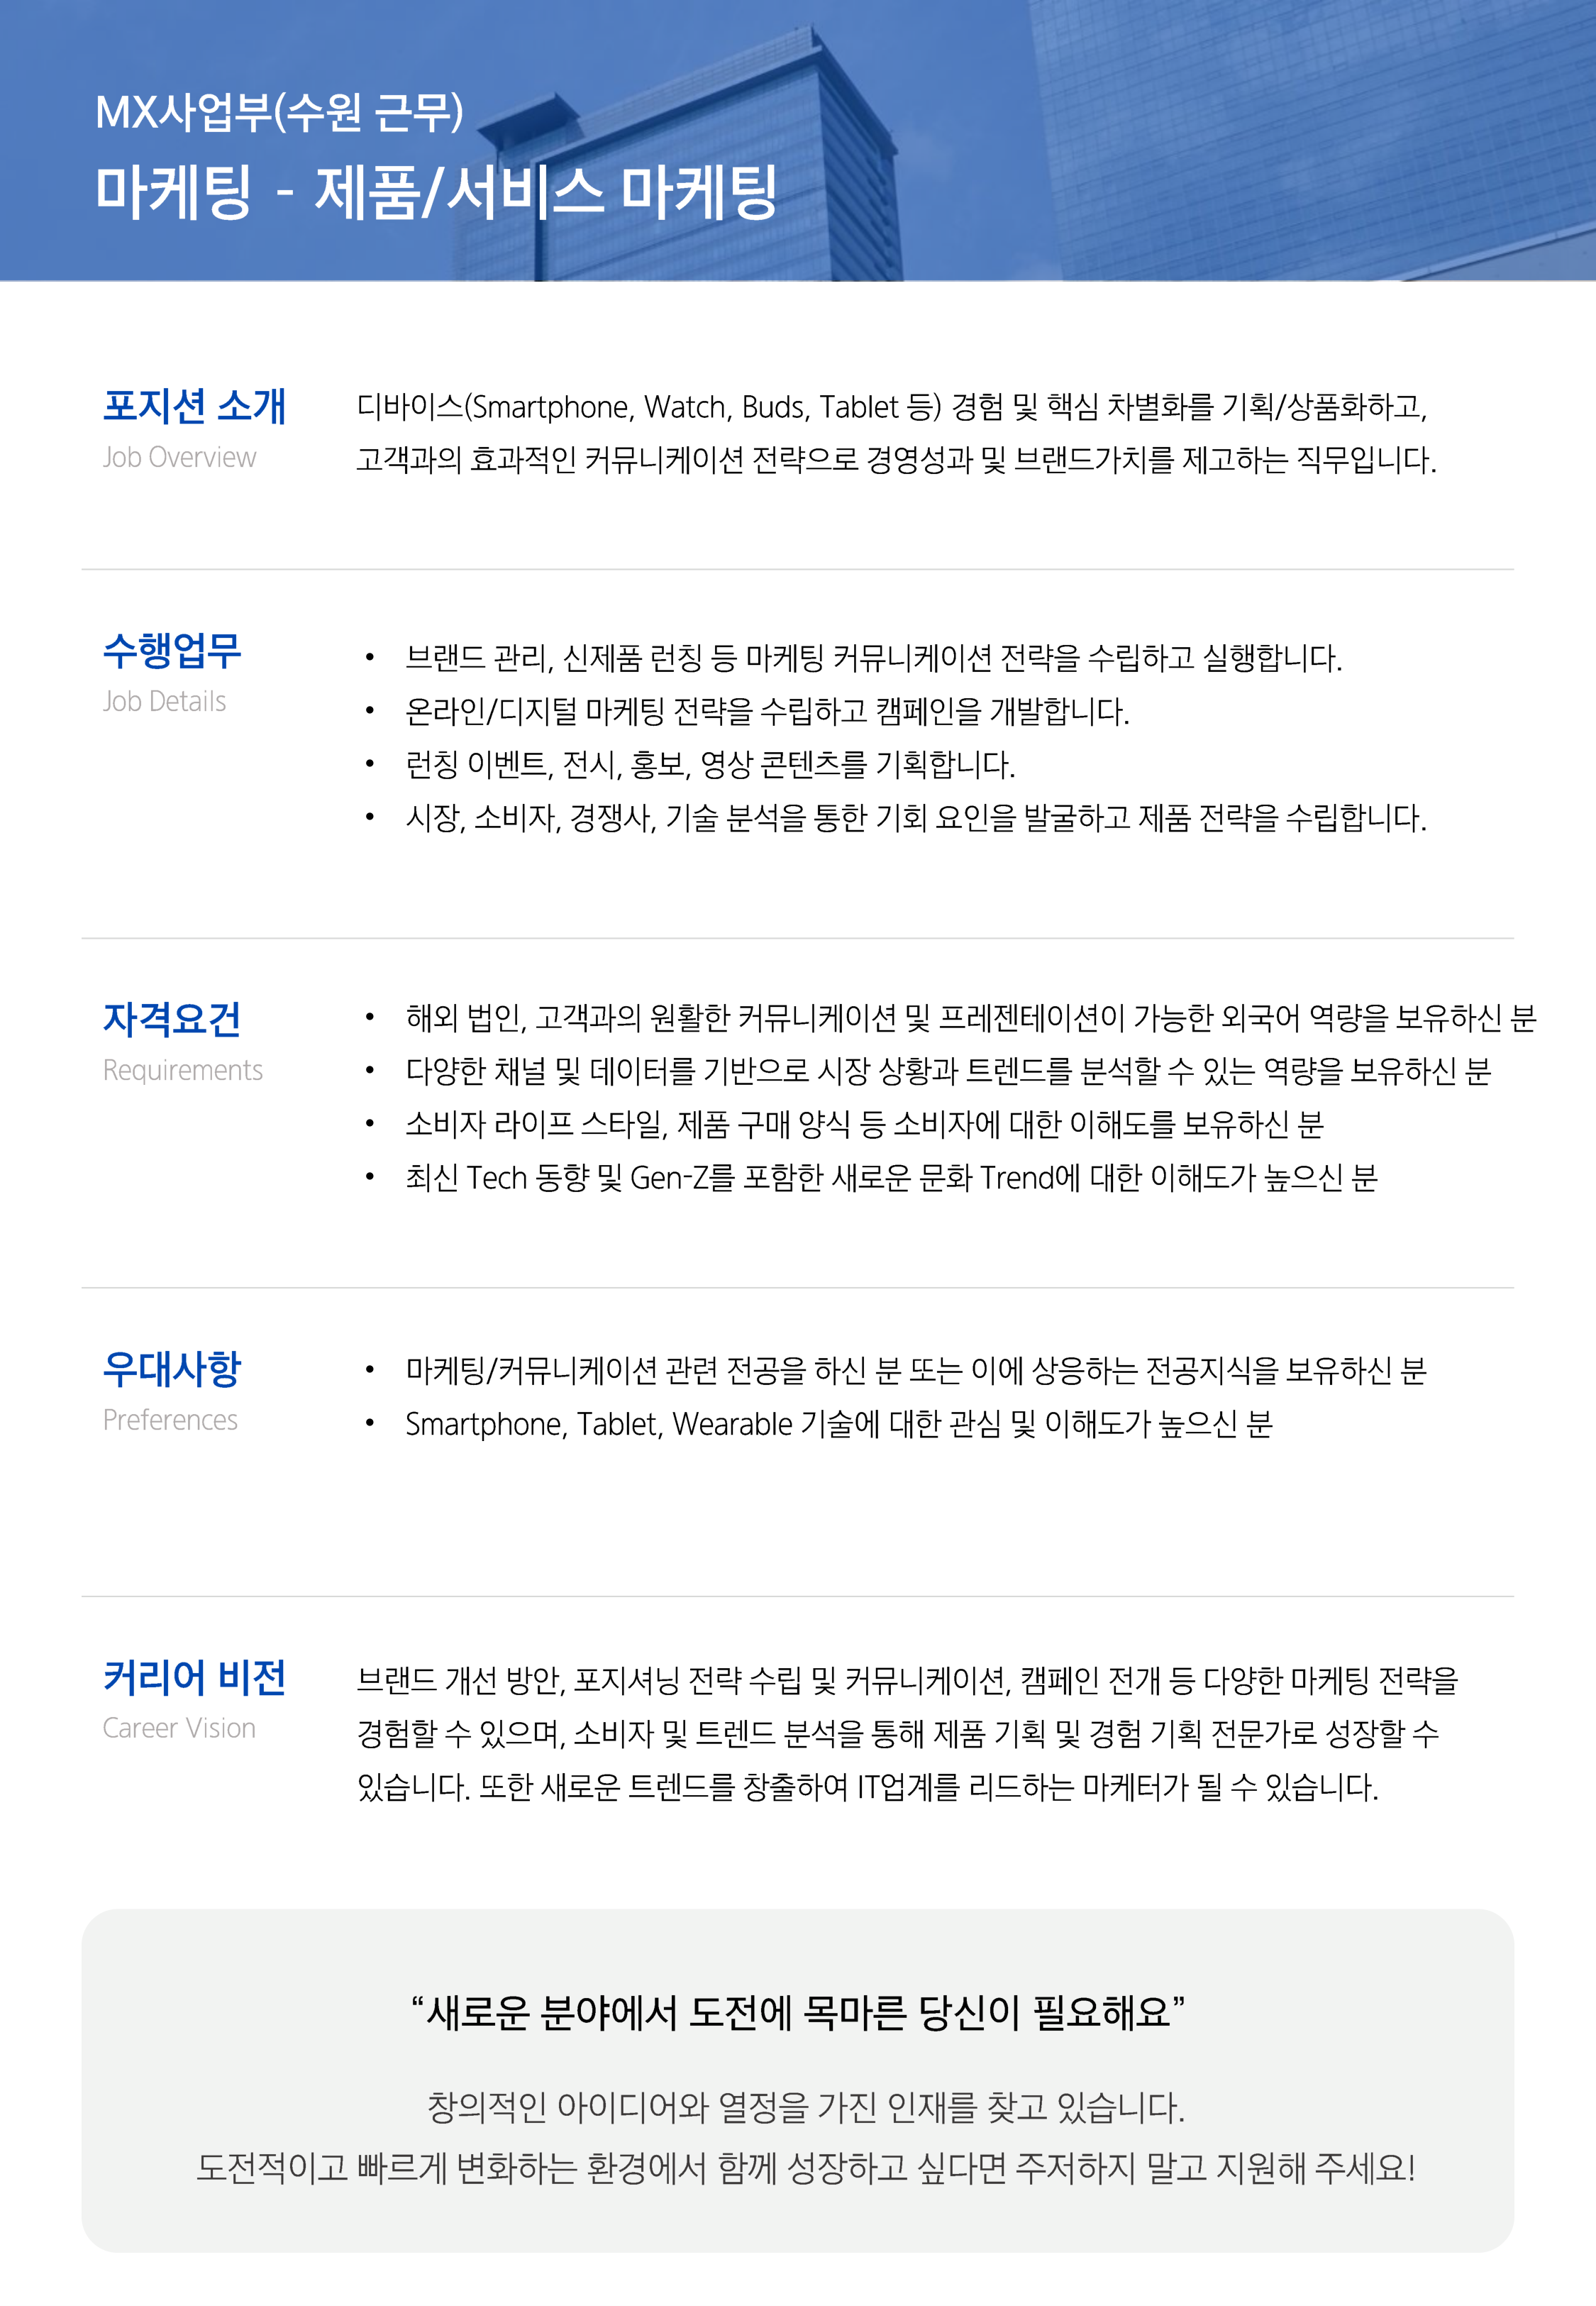 MX사업부(수원 근무)
마케팅 - 제품/서비스 마케팅
포지션 소개
Job Overview
디바이스(Smartphone, Watch, Buds, Tablet 등) 경험 및 핵심 차별화를 기획/상품화하고,
고객과의 효과적인 커뮤니케이션 전략으로 경영성과 및 브랜드가치를 제고하는 직무입니다.
수행업무
Job Details
• 브랜드 관리, 신제품 런칭 등 마케팅 커뮤니케이션 전략을 수립하고 실행합니다.
• 온라인/디지털 마케팅 전략을 수립하고 캠페인을 개발합니다.
• 런칭 이벤트, 전시, 홍보, 영상 콘텐츠를 기획합니다.
• 시장, 소비자, 경쟁사, 기술 분석을 통한 기회 요인을 발굴하고 제품 전략을 수립합니다.
자격요건
Requirements
• 해외 법인, 고객과의 원활한 커뮤니케이션 및 프레젠테이션이 가능한 외국어 역량을 보유하신 분
• 다양한 채널 및 데이터를 기반으로 시장 상황과 트렌드를 분석할 수 있는 역량을 보유하신 분
• 소비자 라이프 스타일, 제품 구매 양식 등 소비자에 대한 이해도를 보유하신 분
• 최신 Tech 동향 및 Gen-Z를 포함한 새로운 문화 Trend에 대한 이해도가 높으신 분
우대사항
Preferences
• 마케팅/커뮤니케이션 관련 전공을 하신 분 또는 이에 상응하는 전공지식을 보유하신 분
• Smartphone, Tablet, Wearable 기술에 대한 관심 및 이해도가 높으신 분
커리어 비전
Career Vision
브랜드 개선 방안, 포지셔닝 전략 수립 및 커뮤니케이션, 캠페인 전개 등 다양한 마케팅 전략을
경험할 수 있으며, 소비자 및 트렌드 분석을 통해 제품 기획 및 경험 기획 전문가로 성장할 수
있습니다. 또한 새로운 트렌드를 창출하여 IT업계를 리드하는 마케터가 될 수 있습니다.
“새로운 분야에서 도전에 목마른 당신이 필요해요”
창의적인 아이디어와 열정을 가진 인재를 찾고 있습니다.
도전적이고 빠르게 변화하는 환경에서 함께 성장하고 싶다면 주저하지 말고 지원해 주세요!